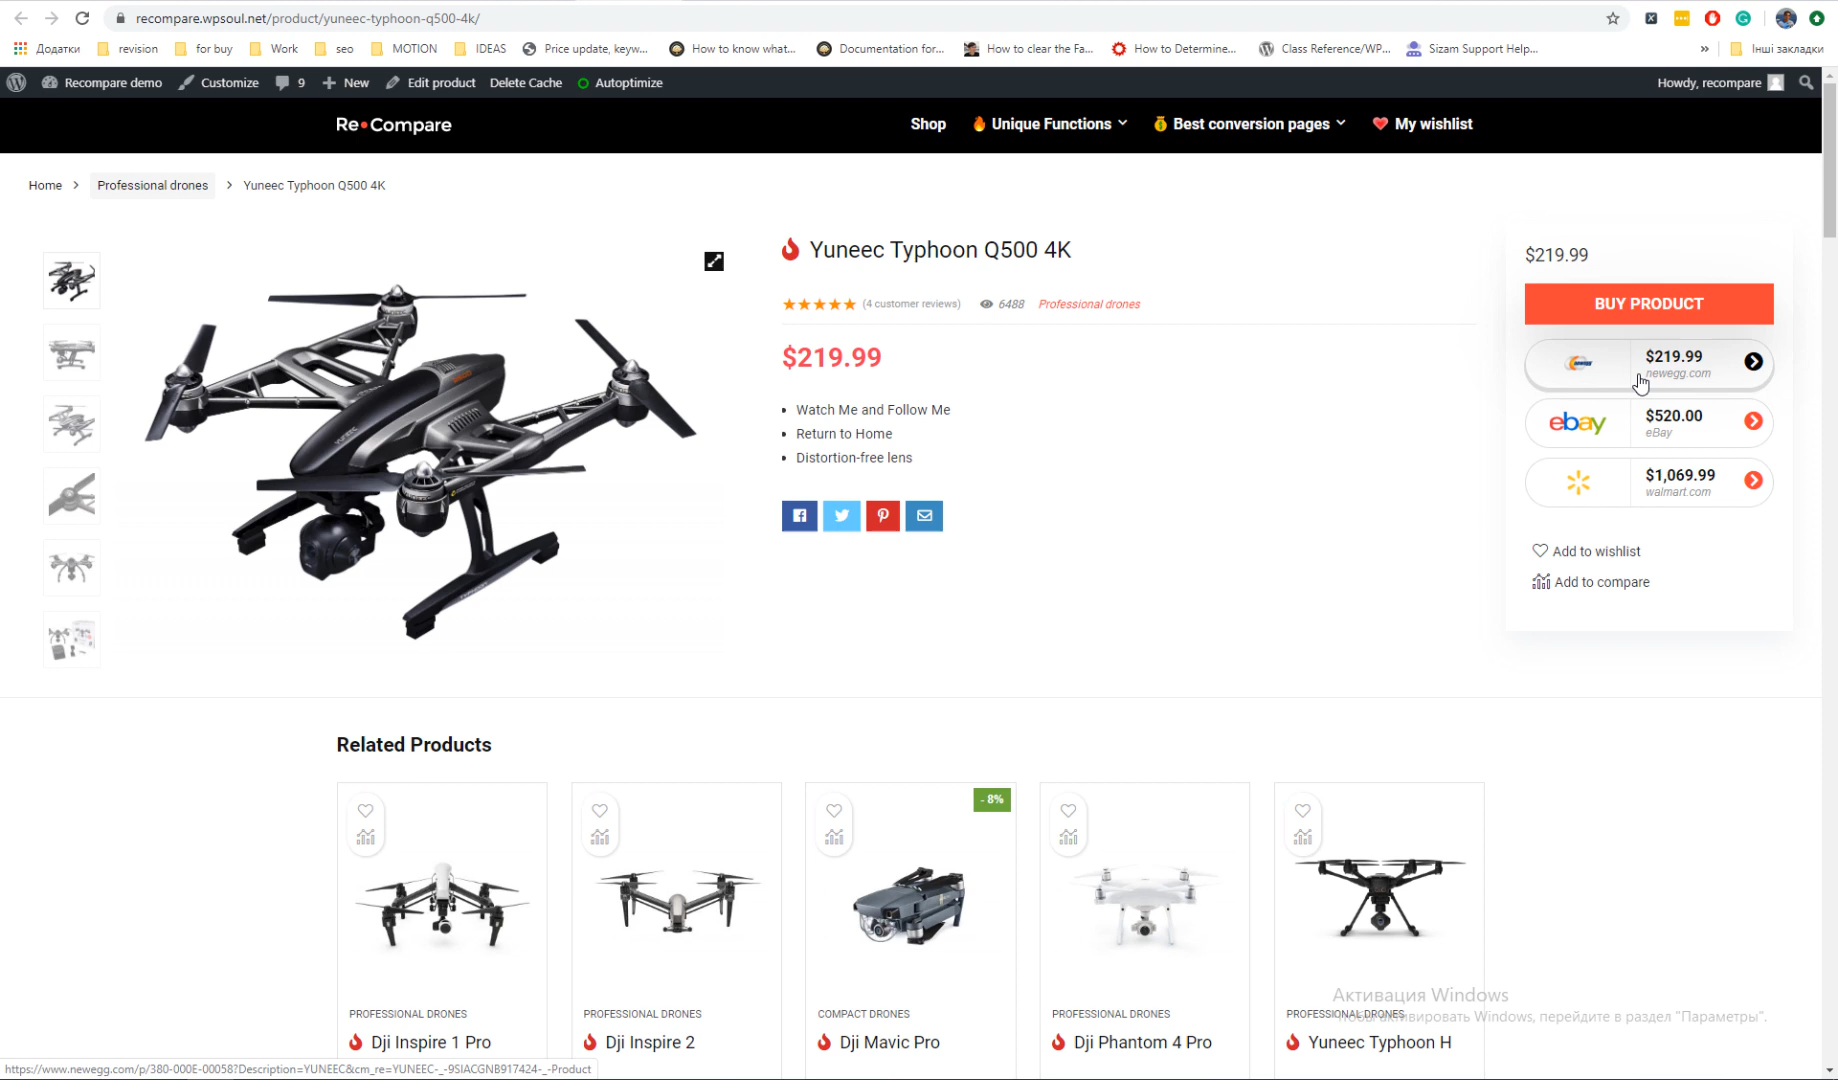 recompare.wpsoul.net/product/yuneec-typhoon-q500-4k/
Додатки revision for buy Work seo MOTION IDEAS Price update, keyw... How to know what... Documentation for... How to clear the Fa... How to Determine... Class Reference/WP... Sizam Support Help... » Інші закладки
Recompare demo Customize 9 New Edit product Delete Cache Autoptimize Howdy, recompare
Re•Compare Shop Unique Functions Best conversion pages My wishlist
Home > Professional drones > Yuneec Typhoon Q500 4K
Yuneec Typhoon Q500 4K
(4 customer reviews) 6488 Professional drones
$219.99
Watch Me and Follow Me
Return to Home
Distortion-free lens
$219.99
BUY PRODUCT
$219.99
newegg.com
ebay $520.00
eBay
$1,069.99
walmart.com
Add to wishlist
Add to compare
Related Products
- 8%
PROFESSIONAL DRONES PROFESSIONAL DRONES COMPACT DRONES PROFESSIONAL DRONES PROFESSIONAL DRONES
Dji Inspire 1 Pro Dji Inspire 2 Dji Mavic Pro Dji Phantom 4 Pro Yuneec Typhoon H
Активация Windows
Windows, перейдите в раздел "Параметры".
https://www.newegg.com/p/380-000E-00058?Description=YUNEEC&cm_re=YUNEEC-_-9SIACGNB917424-_-Product